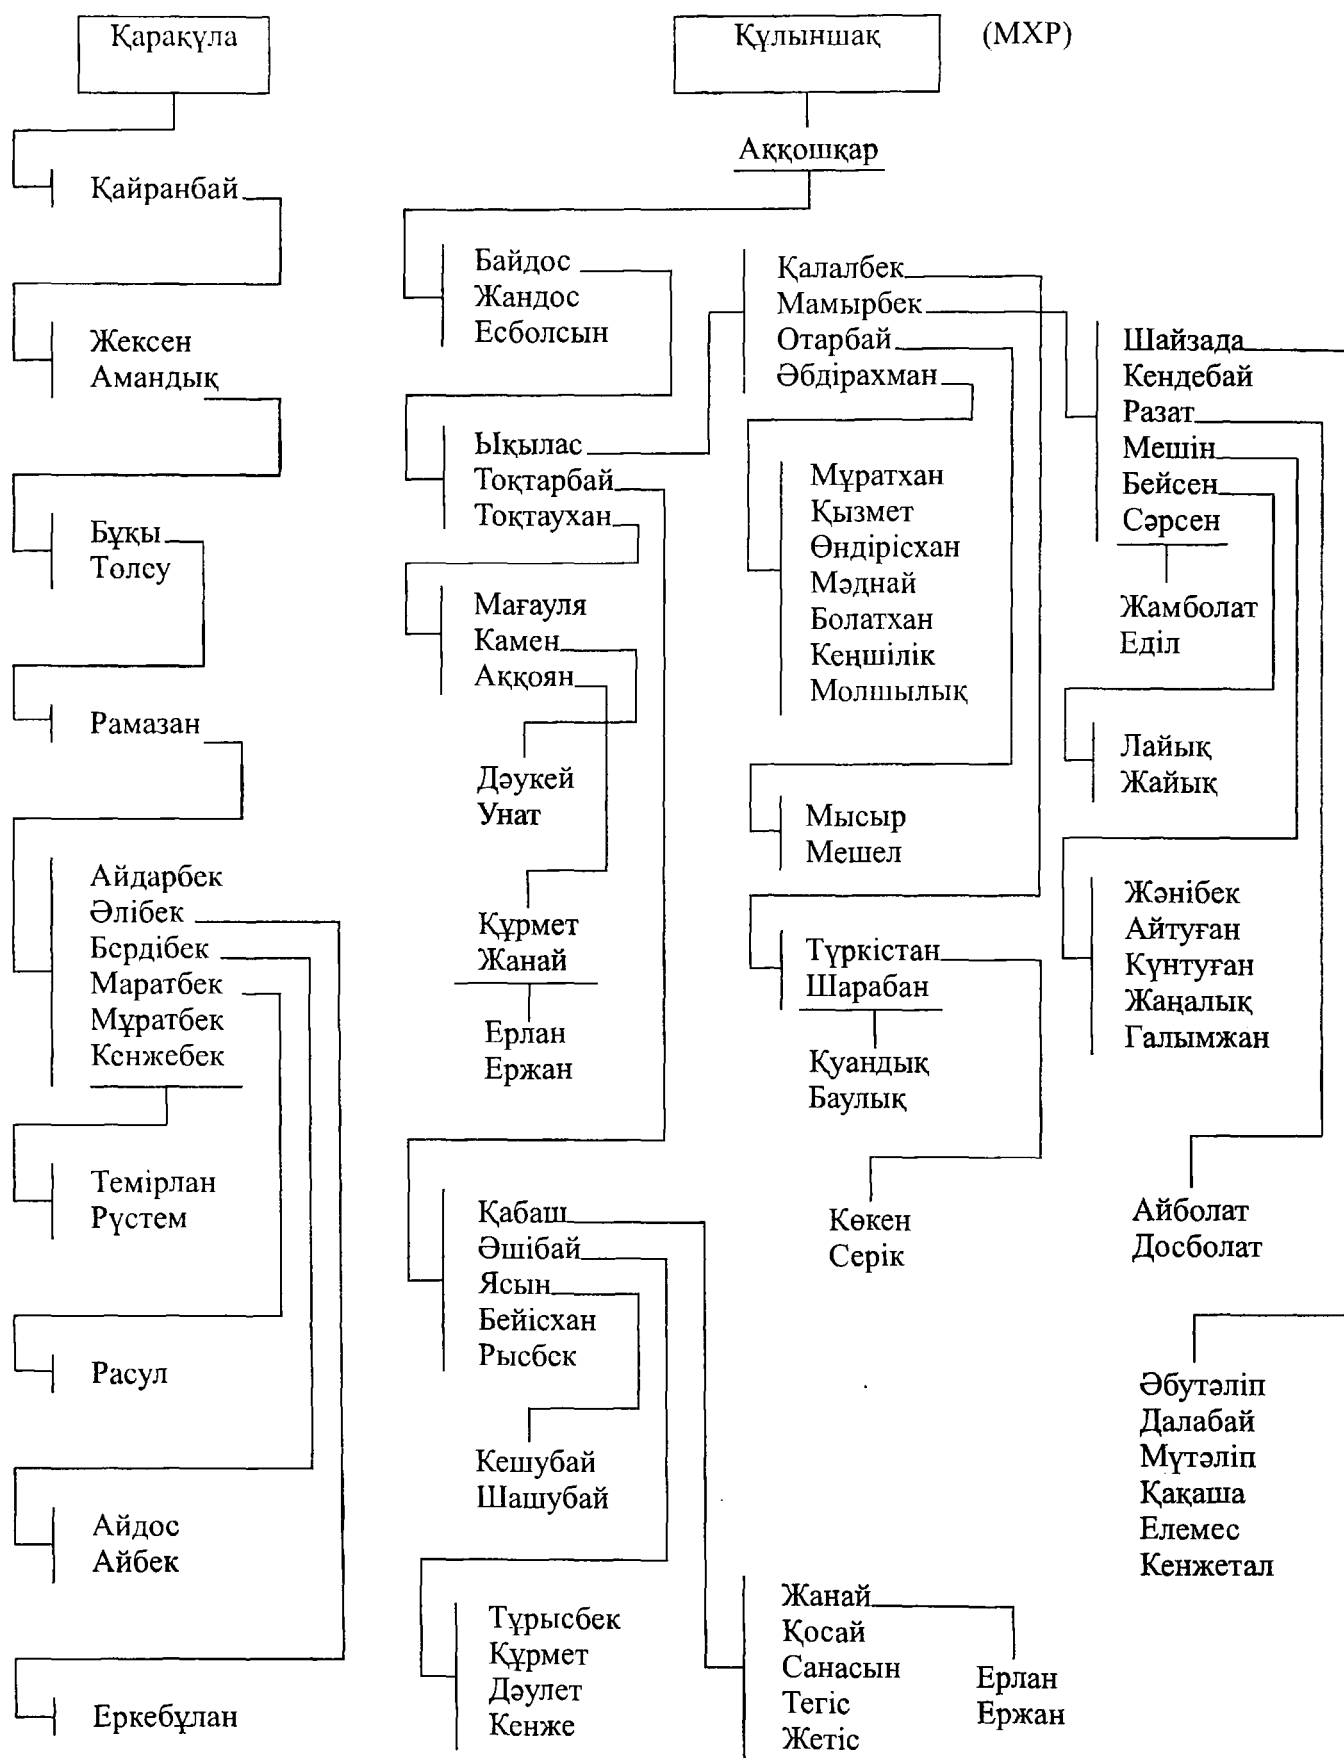 Қарақұла
Қайранбай
Жексен
Амандық
Бұқы
Толеу
Рамазан
Айдарбек
Әлібек
Бердібек
Маратбек
Мұратбек
Кенжебек
Темірлан
Рүстем
Расул
Айдос
Айбек
Еркебұлан
Құлыншақ
(МХР)
Аққошқар
Байдос
Жандос
Есболсын
Ықылас
Тоқтарбай
Тоқтаухан
Мағауля
Камен
Аққоян
Дәукей
Унат
Құрмет
Жанай
Ерлан
Ержан
Қабаш
Әшібай
Ясын
Бейісхан
Рысбек
Кешубай
Шашубай
Тұрысбек
Құрмет
Дәулет
Кенже
Қалалбек
Мамырбек
Отарбай
Әбдірахман
Мұратхан
Қызмет
Өндірісхан
Мәднай
Болатхан
Кеңшілік
Молшылық
Мысыр
Мешел
Түркістан
Шарабан
Қуандық
Баулық
Көкен
Серік
Жанай
Қосай
Санасын
Тегіс
Жетіс
Ерлан
Ержан
Шайзада
Кендебай
Разат
Мешін
Бейсен
Сәрсен
Жамболат
Еділ
Лайық
Жайық
Жәнібек
Айтуған
Күнтуған
Жаңалық
Галымжан
Айболат
Досболат
Әбутәліп
Далабай
Мүтәліп
Қақаша
Елемес
Кенжетал